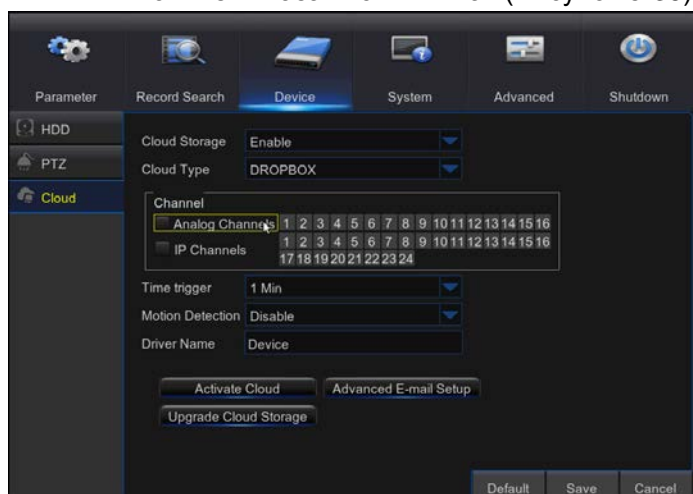 Parameter Record Search Device System Advanced Shutdown
HDD
PTZ
Cloud
Cloud Storage Enable
Cloud Type DROPBOX
Channel
Analog Channels 1 2 3 4 5 6 7 8 9 10 11 12 13 14 15 16
IP Channels 1 2 3 4 5 6 7 8 9 10 11 12 13 14 15 16
17 18 19 20 21 22 23 24
Time trigger 1 Min
Motion Detection Disable
Driver Name Device
Activate Cloud Advanced E-mail Setup
Upgrade Cloud Storage
Default Save Cancel